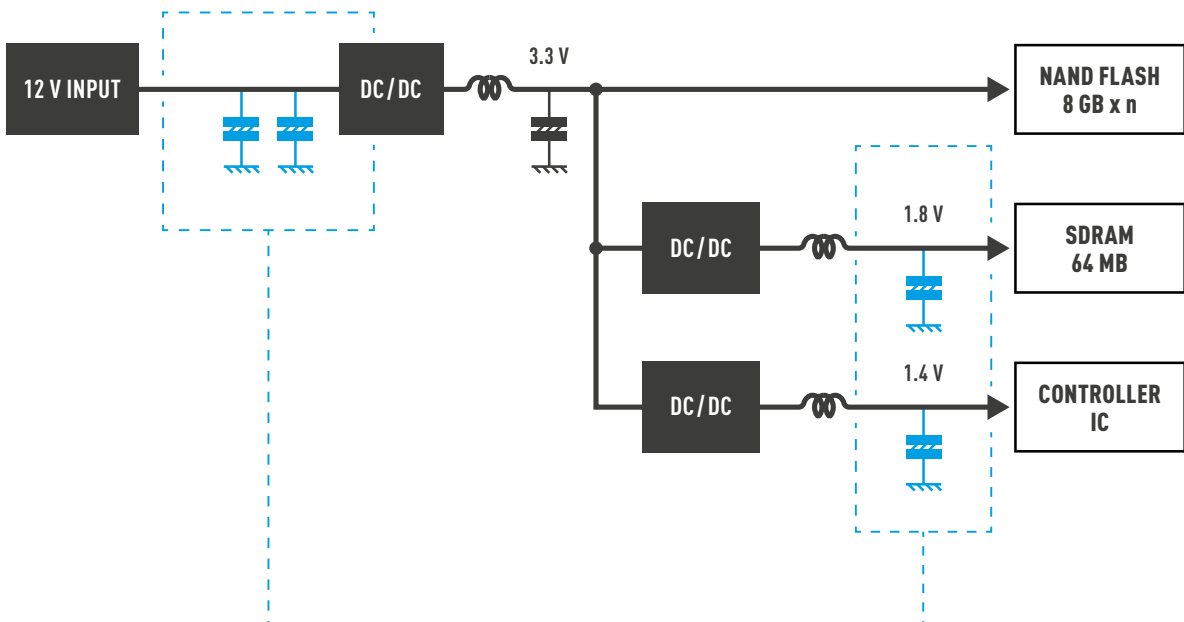 12 V INPUT
DC/DC
3.3 V
NAND FLASH
8 GB x n
DC/DC
1.8 V
SDRAM
64 MB
DC/DC
1.4 V
CONTROLLER
IC